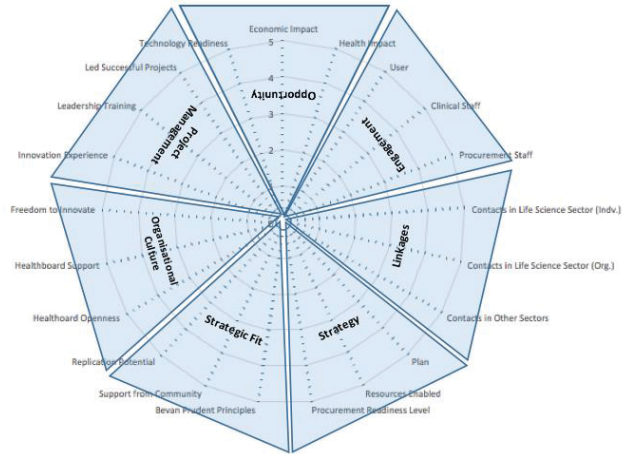 Economic Impact
Health Impact
User
Clinical Staff
Procurement Staff
Contacts in Life Science Sector (Indv.)
Contacts in Life Science Sector (Org.)
Contacts in Other Sectors
Plan
Resources Enabled
Procurement Readiness Level
Bevan Prudent Principles
Support from Community
Replication Potential
Healthoard Openness
Healthboard Support
Freedom to Innovate
Innovation Experience
Leadership Training
Led Successful Projects
Technology Readiness
5
4
3
2
Opportunity
Engagement
Linkages
Strategy
Strategic Fit
Organisational
Culture
Project
Management